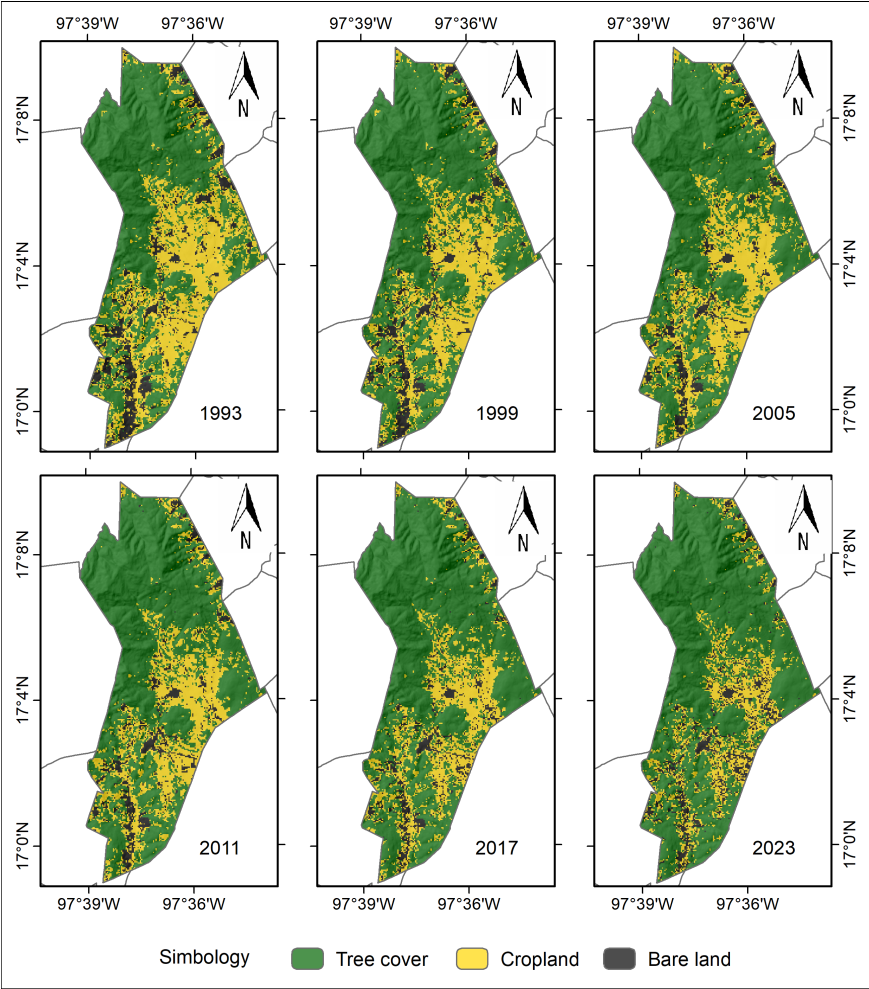 97°39'W 97°36'W 97°39'W 97°36'W 97°39'W 97°36'W
17°8'N N N N 17°8'N
17°4'N 17°4'N
17°0'N 1993 1999 2005 17°0'N
17°8'N N N N 17°8'N
17°4'N 17°4'N
17°0'N 2011 2017 2023 17°0'N
97°39'W 97°36'W 97°39'W 97°36'W 97°39'W 97°36'W
Simbology Tree cover Cropland Bare land